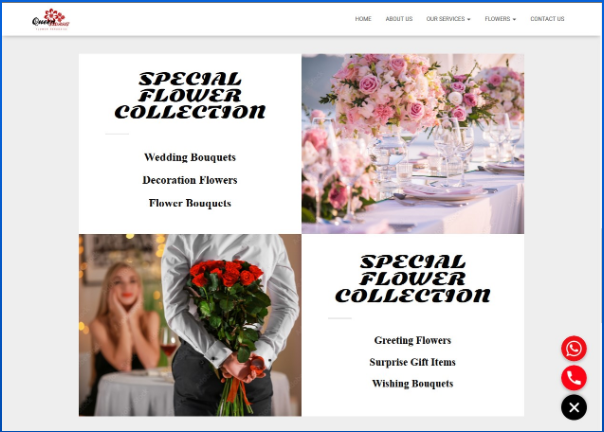 Queen
HOME ABOUT US OUR SERVICES FLOWERS CONTACT US
SPECIAL
FLOWER
COLLECTION
Wedding Bouquets
Decoration Flowers
Flower Bouquets
SPECIAL
FLOWER
COLLECTION
Greeting Flowers
Surprise Gift Items
Wishing Bouquets